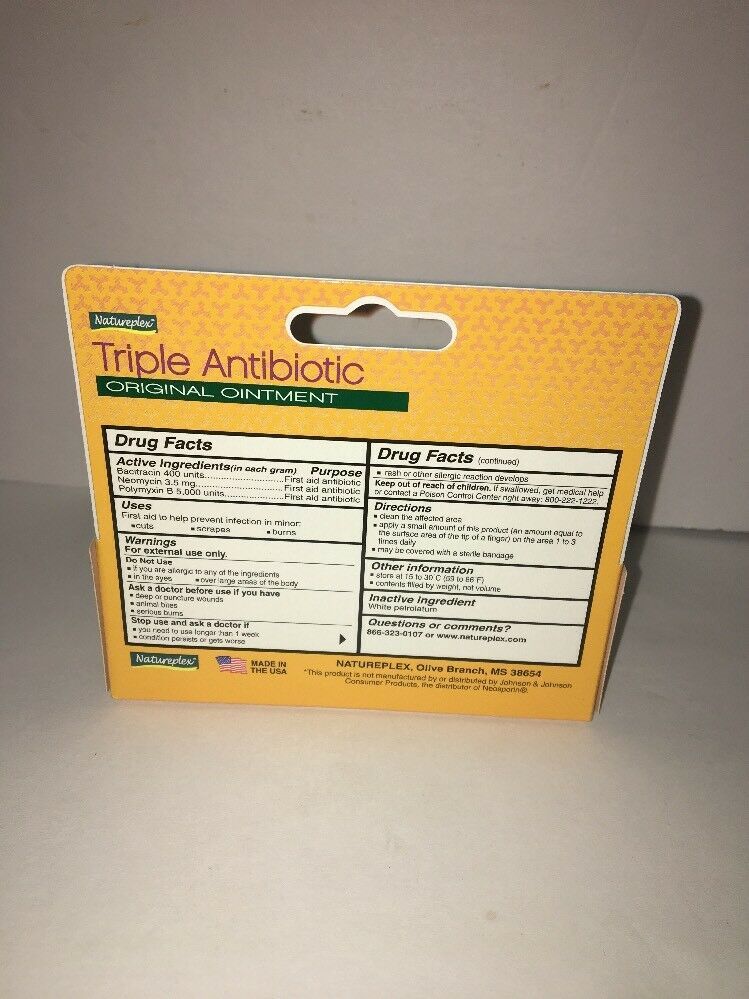 Natureplex™
Triple Antibiotic
ORIGINAL OINTMENT
Drug Facts
Active Ingredients (in each gram) Purpose
Bacitracin 400 units..........................First aid antibiotic
Neomycin 3.5 mg..........................First aid antibiotic
Polymyxin B 5,000 units..........................First aid antibiotic
Uses
First aid to help prevent infection in minor:
▪ cuts ▪ scrapes ▪ burns
Warnings
For external use only.
Do Not Use
▪ if you are allergic to any of the ingredients
▪ in the eyes ▪ over large areas of the body
Ask a doctor before use if you have
▪ deep or puncture wounds
▪ animal bites
▪ serious burns
Stop use and ask a doctor if
▪ you need to use longer than 1 week
▪ condition persists or gets worse
Drug Facts (continued)
▪ rash or other allergic reaction develops
Keep out of reach of children. If swallowed, get medical help
or contact a Poison Control Center right away: 800-222-1222.
Directions
▪ clean the affected area
▪ apply a small amount of this product (an amount equal to
the surface area of the tip of a finger) on the area 1 to 3
times daily
▪ may be covered with a sterile bandage
Other information
▪ store at 15 to 30 C (59 to 86 F)
▪ contents filled by weight, not volume
Inactive ingredient
White petrolatum
Questions or comments?
866-323-0107 or www.natureplex.com
Natureplex™
MADE IN
THE USA
NATUREPLEX, Olive Branch, MS 38654
*This product is not manufactured by or distributed by Johnson & Johnson
Consumer Products, the distributor of Neosporin®.